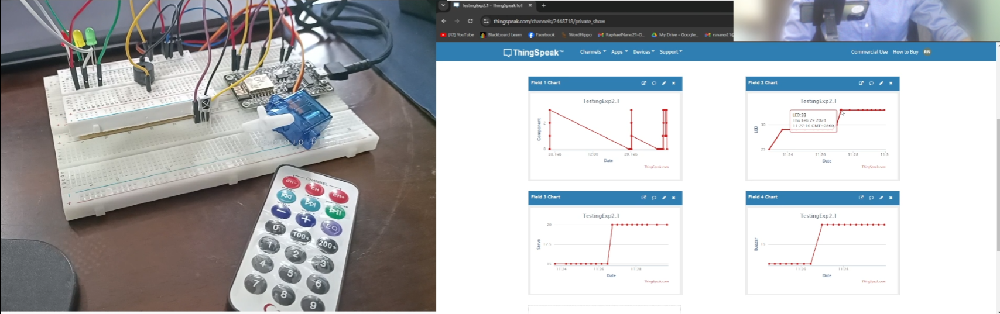 CHANNEL
CH- CH CH+
EQ
0 100+ 200+
1 2 3
4 5 6
7 8 9
TestingExp2.1 - ThingSpeak IoT
thingspeak.com/channels/2448718/private_show
(42) YouTube Blackboard Learn Facebook WordHippo RaphaelNano21-G... My Drive - Google... rsnano21@
ThingSpeak™ Channels Apps Devices Support Commercial Use How to Buy RN
Field 1 Chart
TestingExp2.1
Component
2
0
28. Feb 12:00 29. Feb
Date
ThingSpeak.com
Field 2 Chart
TestingExp2.1
LED:33
Thu Feb 29 2024
11:27:16 GMT+0800
LED
30
25
11:24 11:26 11:28 11:3
Date
ThingSpeak.com
Field 3 Chart
TestingExp2.1
Servo
20
17.5
15
11:24 11:26 11:28
Date
ThingSpeak.com
Field 4 Chart
TestingExp2.1
Buzzer
15
11:26 11:28
Date
ThingSpeak.com